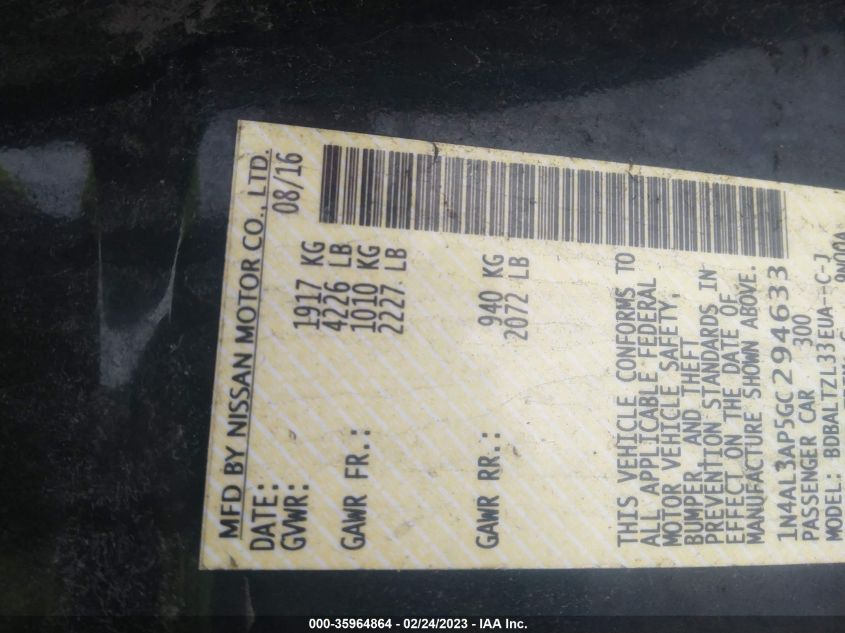 MFD BY NISSAN MOTOR CO., LTD.
DATE: 08/16
GVWR: 1917 KG
4226 LB
GAWR FR.: 1010 KG
2227 LB
GAWR RR.: 940 KG
2072 LB
THIS VEHICLE CONFORMS TO
ALL APPLICABLE FEDERAL
MOTOR VEHICLE SAFETY,
BUMPER AND THEFT
PREVENTION STANDARDS IN
EFFECT ON THE DATE OF
MANUFACTURE SHOWN ABOVE.
1N4AL3AP5GC294633
PASSENGER CAR 300
MODEL: BDBALTZL33EUA--C-J
000-35964864 - 02/24/2023 - IAA Inc.